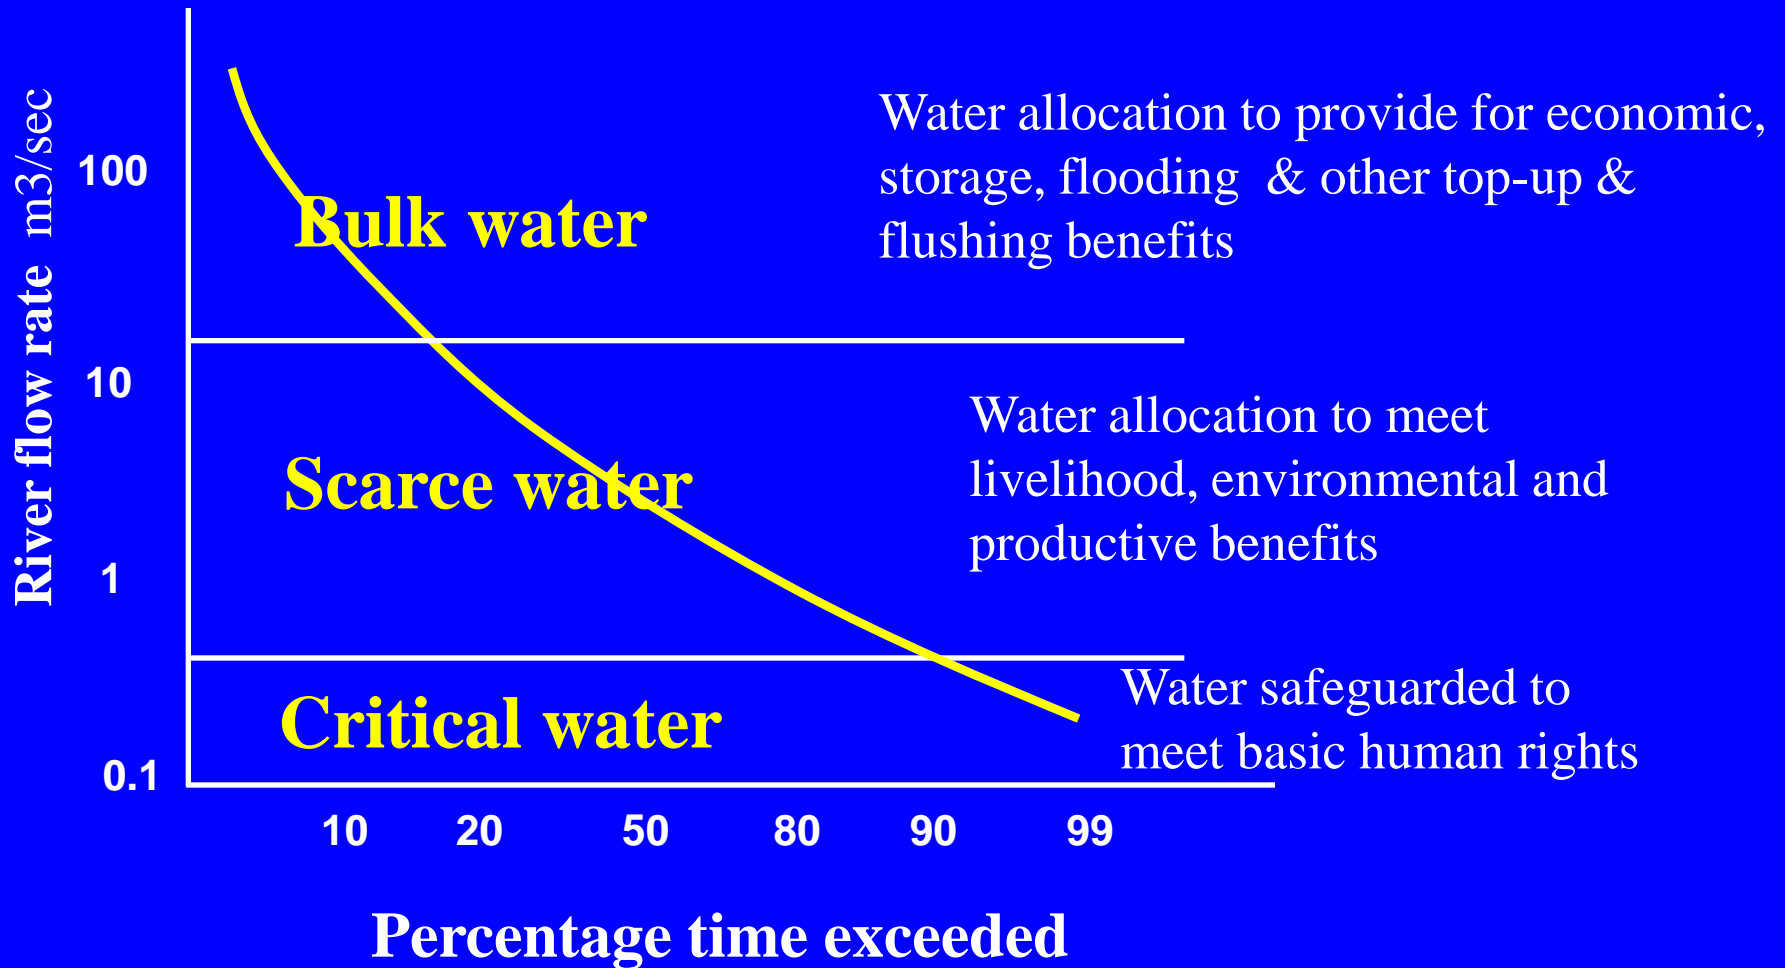 River flow rate m3/sec
100
10
1
0.1
Bulk water
Scarce water
Critical water
Water allocation to provide for economic,
storage, flooding & other top-up &
flushing benefits
Water allocation to meet
livelihood, environmental and
productive benefits
Water safeguarded to
meet basic human rights
10 20 50 80 90 99
Percentage time exceeded